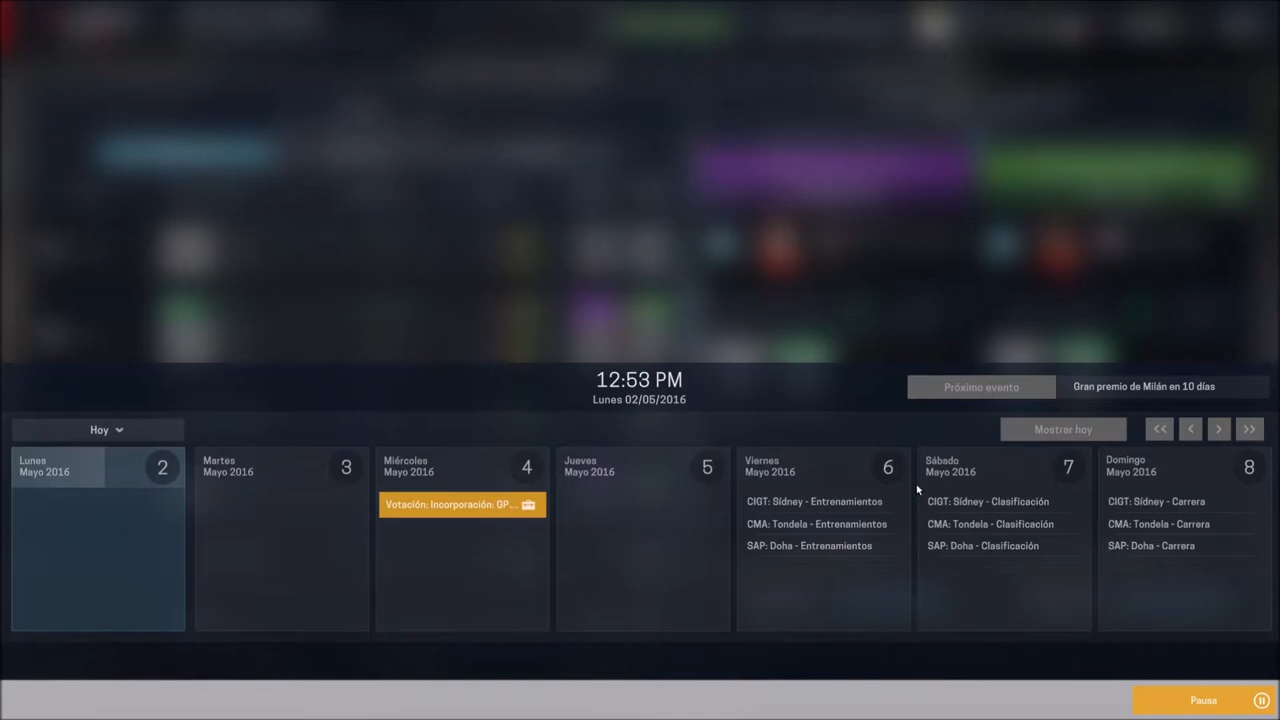 12:53 PM
Lunes 02/05/2016
Próximo evento
Gran premio de Milán en 10 días
Hoy
Mostrar hoy
Lunes
Mayo 2016
2
Martes
Mayo 2016
3
Miércoles
Mayo 2016
4
Votación: Incorporación: GP...
Jueves
Mayo 2016
5
Viernes
Mayo 2016
6
CIGT: Sídney - Entrenamientos
CMA: Tondela - Entrenamientos
SAP: Doha - Entrenamientos
Sábado
Mayo 2016
7
CIGT: Sídney - Clasificación
CMA: Tondela - Clasificación
SAP: Doha - Clasificación
Domingo
Mayo 2016
8
CIGT: Sídney - Carrera
CMA: Tondela - Carrera
SAP: Doha - Carrera
Pausa